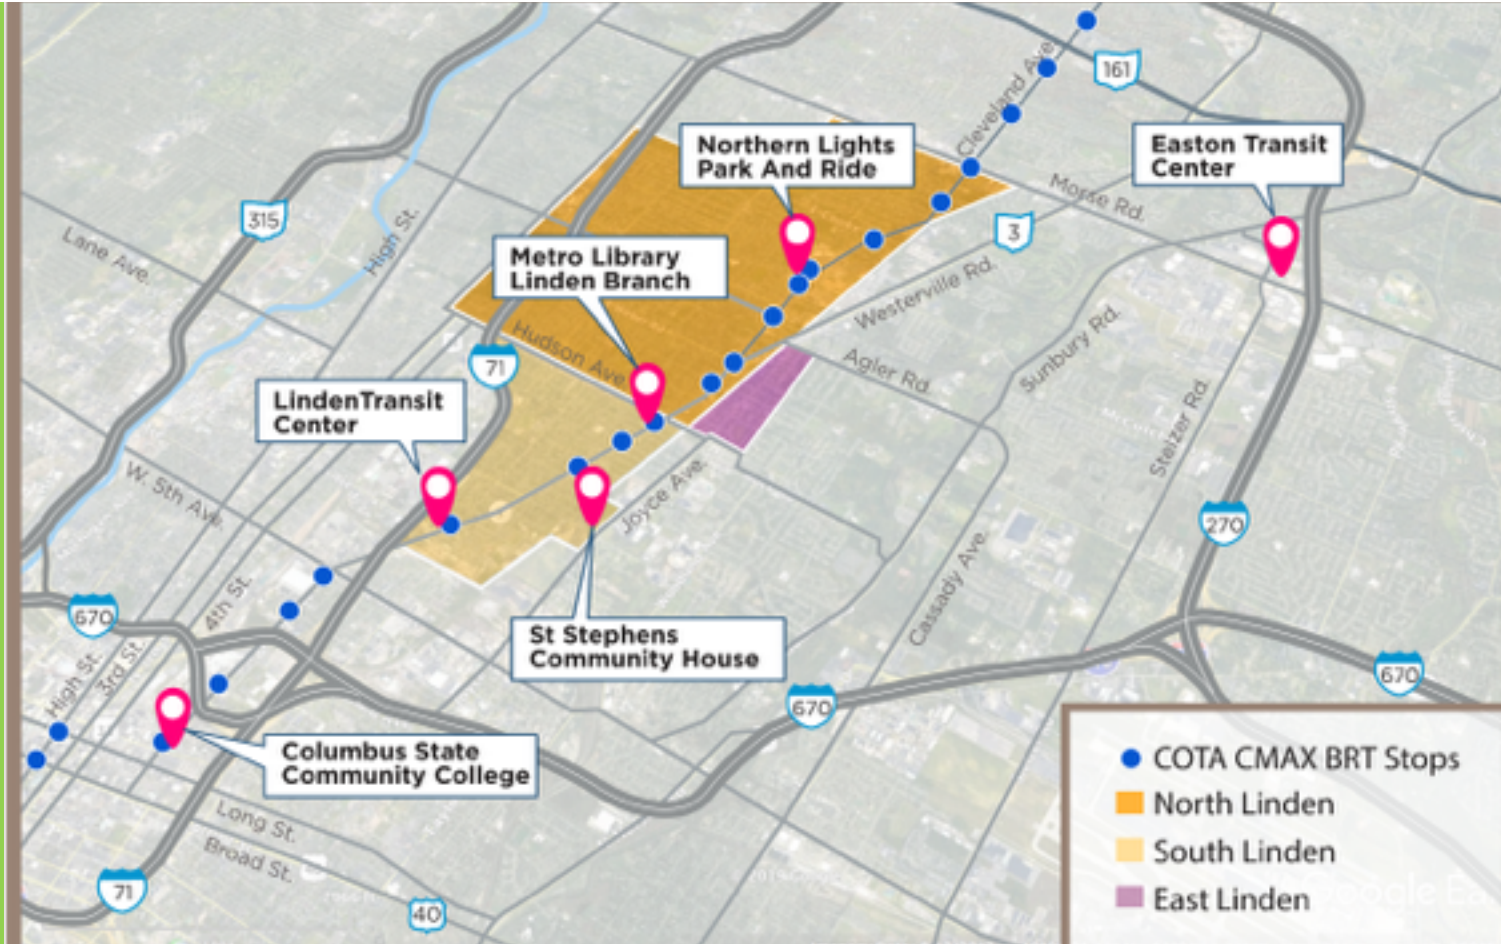 161
Cleveland Ave.
Northern Lights
Park And Ride
Easton Transit
Center
Morse Rd.
315
High St.
3
Lane Ave.
Metro Library
Linden Branch
Westerville Rd.
Hudson Ave.
71
Agler Rd.
Sunbury Rd.
LindenTransit
Center
Stelzer Rd.
W. 5th Ave.
Joyce Ave.
270
Cassady Ave.
4th St.
670
St Stephens
Community House
High St.
3rd St.
670
670
Columbus State
Community College
Long St.
Broad St.
71
40
COTA CMAX BRT Stops
North Linden
South Linden
East Linden